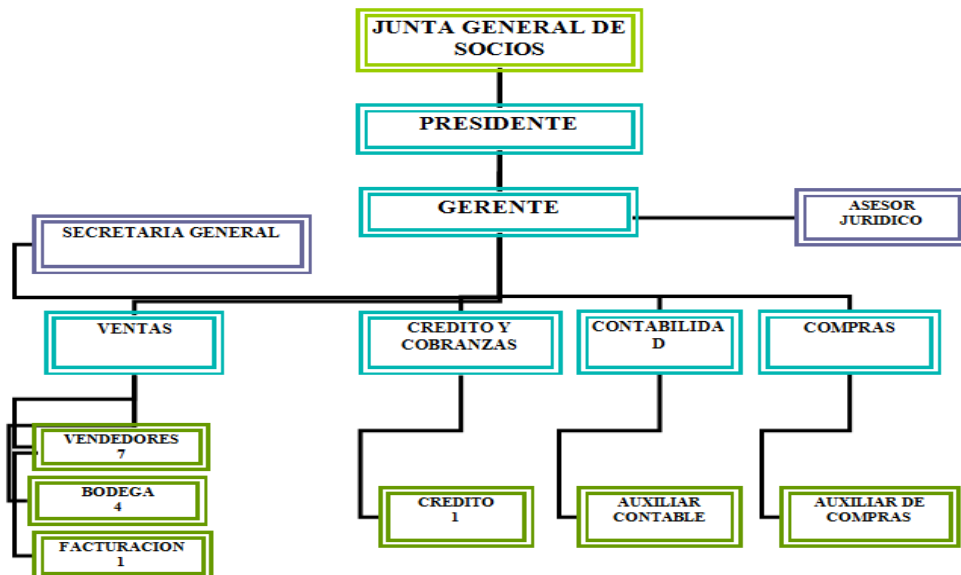 JUNTA GENERAL DE
SOCIOS
PRESIDENTE
GERENTE
ASESOR
JURIDICO
SECRETARIA GENERAL
VENTAS
CREDITO Y
COBRANZAS
CONTABILIDA
D
COMPRAS
VENDEDORES
7
BODEGA
4
FACTURACION
1
CREDITO
1
AUXILIAR
CONTABLE
AUXILIAR DE
COMPRAS